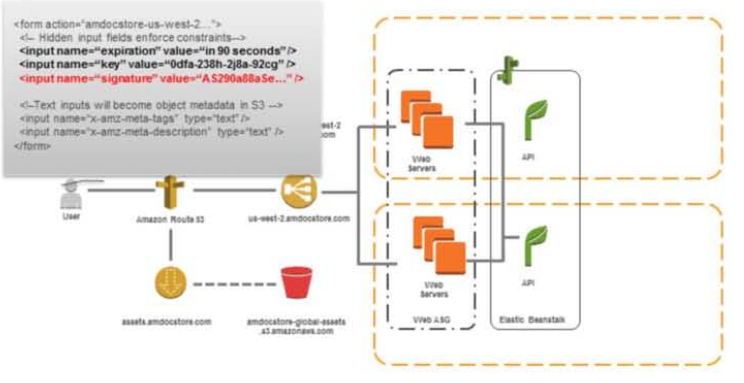 <form action="amdocstore-us-west-2...">
<!– Hidden input fields enforce constraints-->
<input name="expiration" value="in 90 seconds" />
<input name="key" value="0dfa-238h-2j8a-92cg" />
<input name="signature" value="AS290a88aSe..." />
<!–Text inputs will become object metadata in S3 -->
<input name="x-amz-meta-tags" type="text" />
<input name="x-amz-meta-description" type="text" />
</form>
Web
Servers
API
User
Amazon Route 53
us-west-2.amdocstore.com
Web
Servers
API
assets.amdocstore.com
amdocstore-global-assets
.s3.amazonaws.com
Web ASG
Elastic Beanstalk